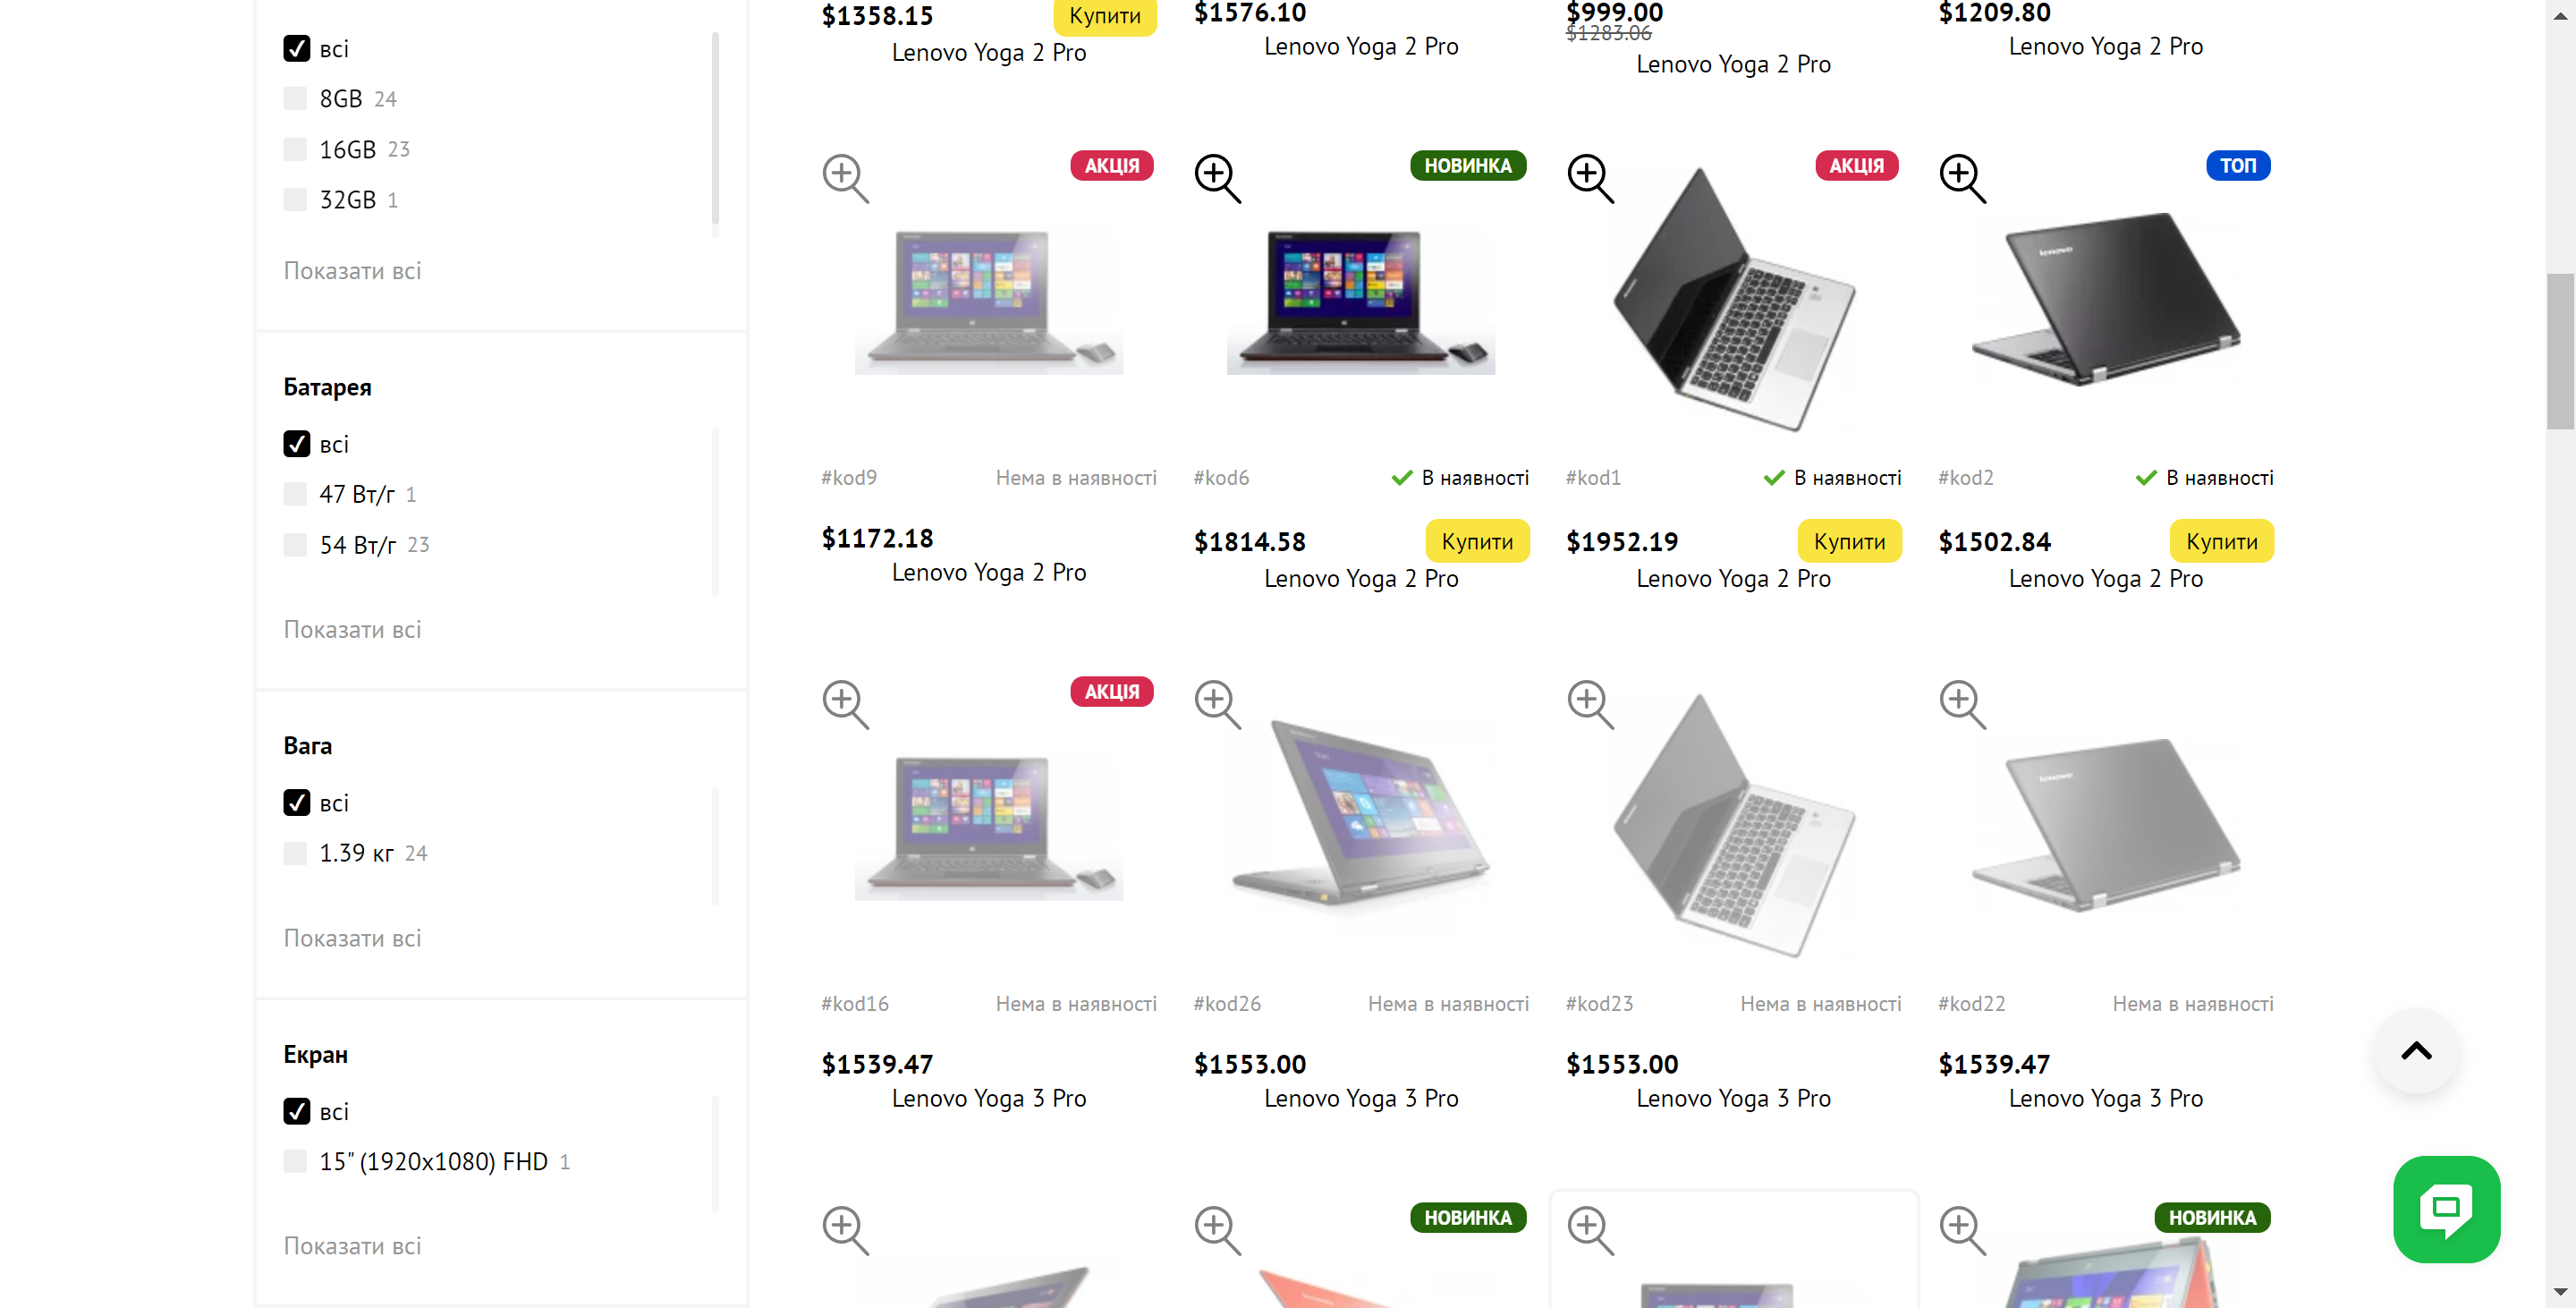 всі
8GB 24
16GB 23
32GB 1
Показати всі
Батарея
всі
47 Вт/г 1
54 Вт/г 23
Показати всі
Вага
всі
1.39 кг 24
Показати всі
Екран
всі
15" (1920x1080) FHD 1
Показати всі
$1358.15 Купити
Lenovo Yoga 2 Pro
$1576.10
Lenovo Yoga 2 Pro
$999.00
$1283.06
Lenovo Yoga 2 Pro
$1209.80
Lenovo Yoga 2 Pro
АКЦІЯ
#kod9 Нема в наявності
$1172.18
Lenovo Yoga 2 Pro
НОВИНКА
#kod6 В наявності
$1814.58 Купити
Lenovo Yoga 2 Pro
АКЦІЯ
#kod1 В наявності
$1952.19 Купити
Lenovo Yoga 2 Pro
ТОП
lenovo
#kod2 В наявності
$1502.84 Купити
Lenovo Yoga 2 Pro
АКЦІЯ
#kod16 Нема в наявності
$1539.47
Lenovo Yoga 3 Pro
#kod26 Нема в наявності
$1553.00
Lenovo Yoga 3 Pro
#kod23 Нема в наявності
$1553.00
Lenovo Yoga 3 Pro
lenovo
#kod22 Нема в наявності
$1539.47
Lenovo Yoga 3 Pro
НОВИНКА
НОВИНКА